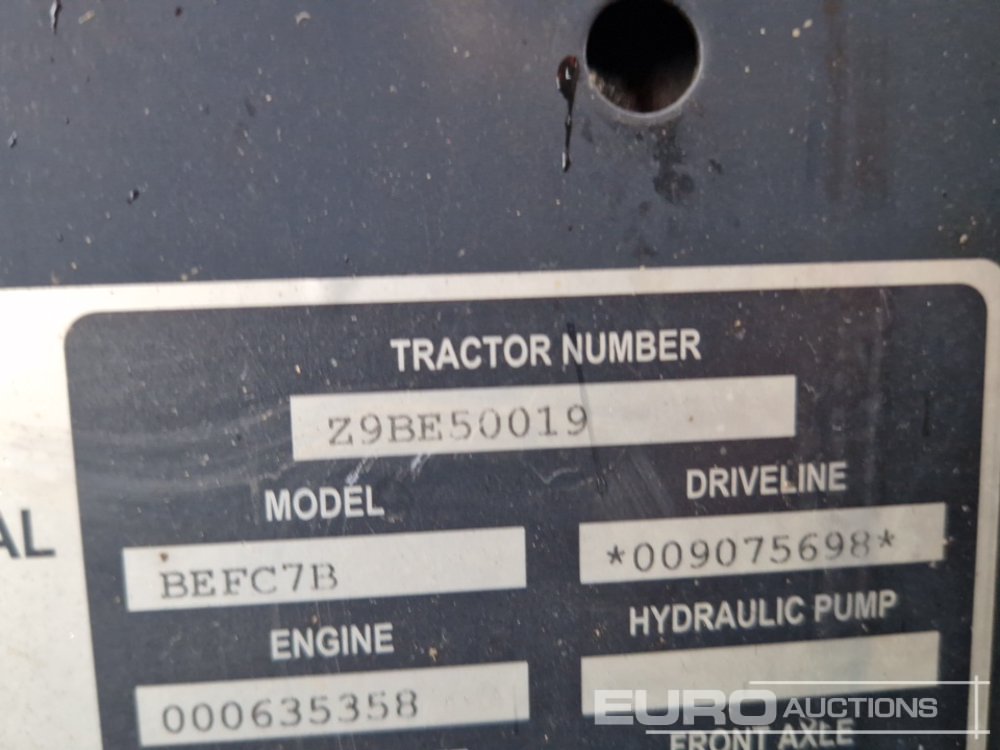 TRACTOR NUMBER
Z9BE50019
MODEL
DRIVELINE
BEFC7B
*009075698*
AL
ENGINE
HYDRAULIC PUMP
000635358
FRONT AXLE
EURO AUCTIONS